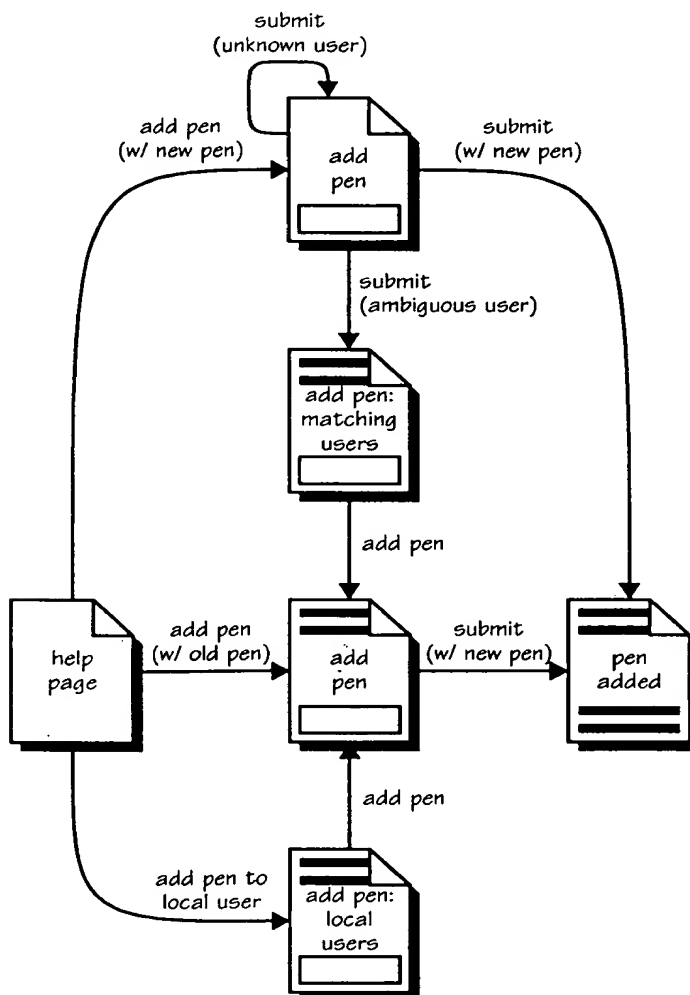 submit
(unknown user)
add pen
(w/ new pen)
submit
(w/ new pen)
add
pen
submit
(ambiguous user)
add pen:
matching
users
add pen
help
page
add pen
(w/ old pen)
add
pen
submit
(w/ new pen)
pen
added
add pen
add pen to
local user
add pen:
local
users